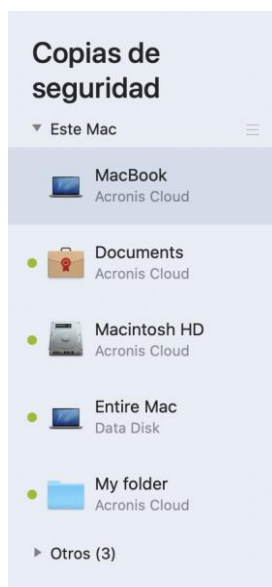 Copias de
seguridad
Este Mac
MacBook
Acronis Cloud
Documents
Acronis Cloud
Macintosh HD
Acronis Cloud
Entire Mac
Data Disk
My folder
Acronis Cloud
Otros (3)